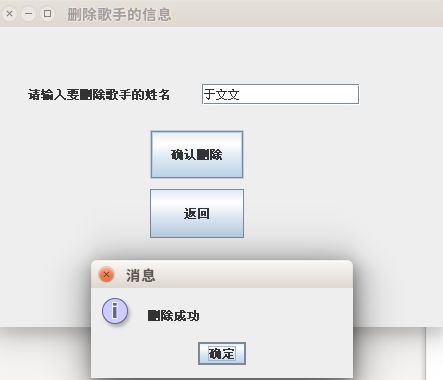 删除歌手的信息
请输入要删除歌手的姓名
于文文
确认删除
返回
消息
删除成功
确定